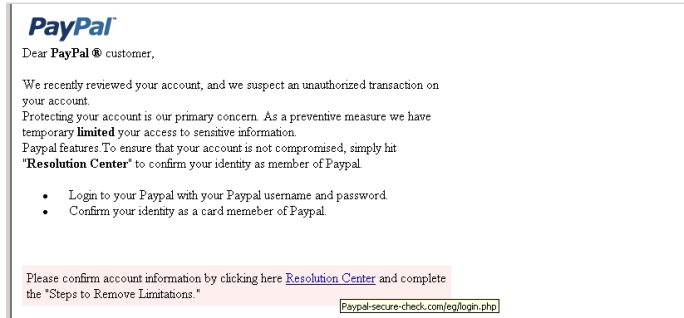 PayPal
Dear PayPal ® customer,
We recently reviewed your account, and we suspect an unauthorized transaction on
your account.
Protecting your account is our primary concern. As a preventive measure we have
temporary limited your access to sensitive information.
Paypal features.To ensure that your account is not compromised, simply hit
"Resolution Center" to confirm your identity as member of Paypal.
• Login to your Paypal with your Paypal username and password.
• Confirm your identity as a card memeber of Paypal.
Please confirm account information by clicking here Resolution Center and complete
the "Steps to Remove Limitations."
Paypal-secure-check.com/eg/login.php